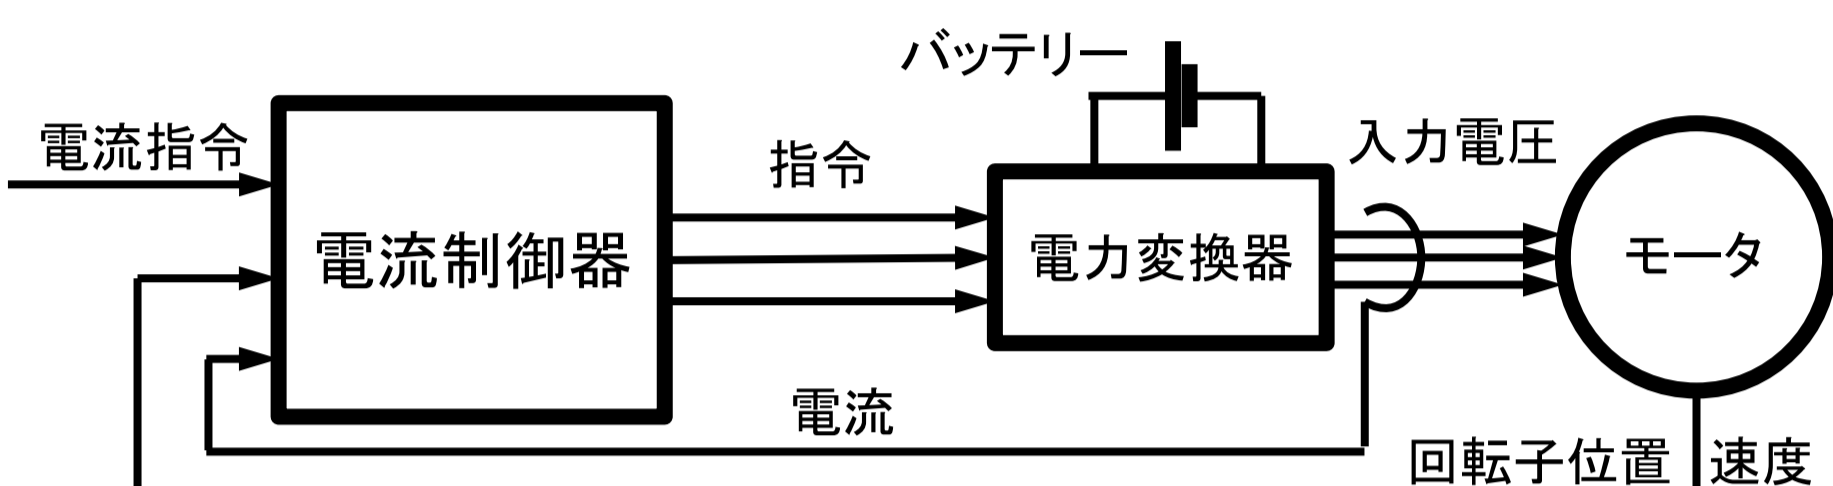 バッテリー
電流指令
入力電圧
指令
電流制御器
電力変換器
モータ
電流
回転子位置
速度